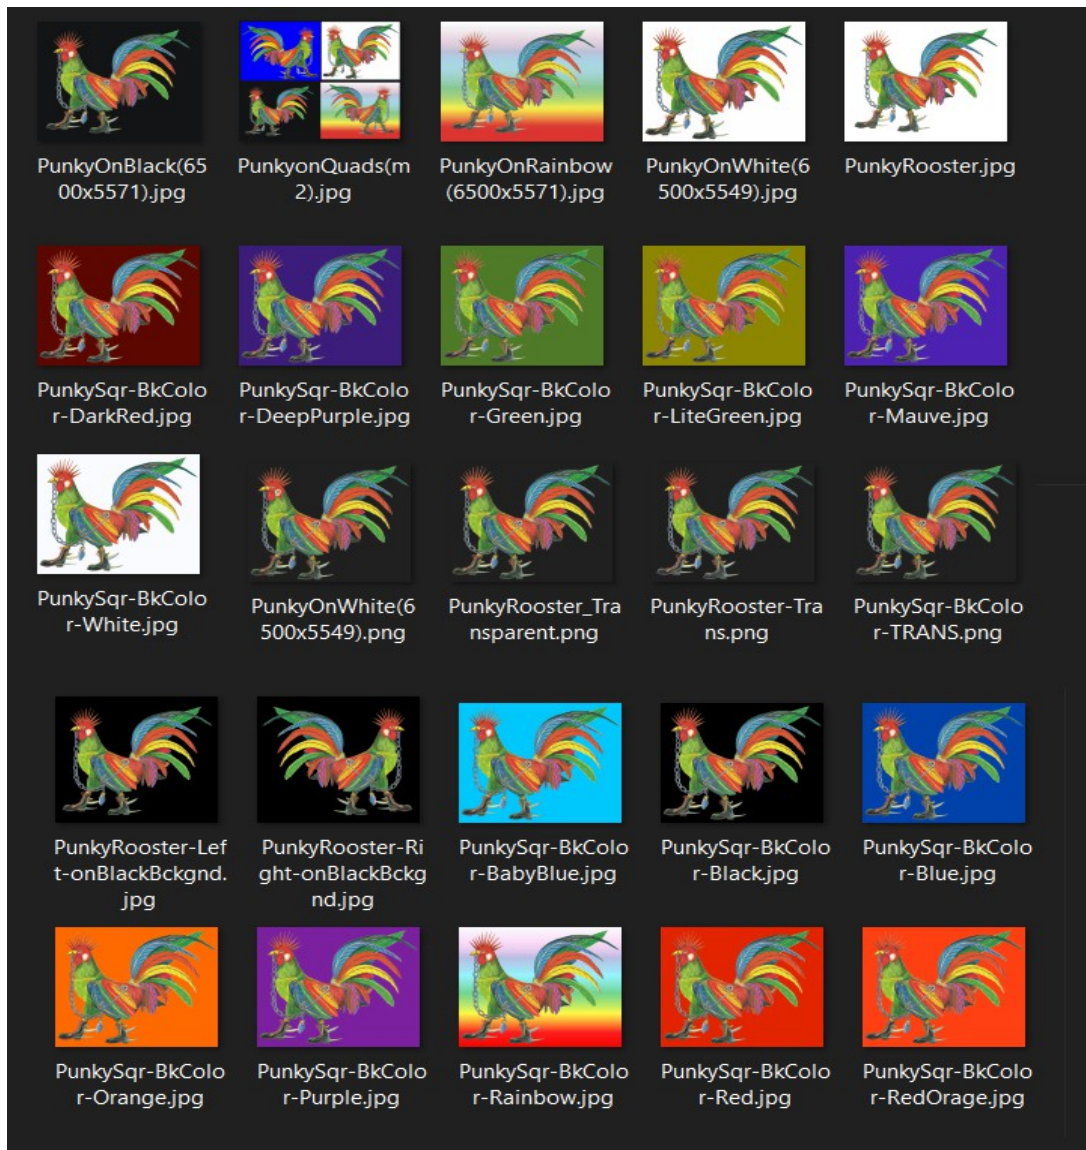 PunkyOnBlack(65
00x5571).jpg
PunkyonQuads(m
2).jpg
PunkyOnRainbow
(6500x5571).jpg
PunkyOnWhite(6
500x5549).jpg
PunkyRooster.jpg
PunkySqr-BkColo
r-DarkRed.jpg
PunkySqr-BkColo
r-DeepPurple.jpg
PunkySqr-BkColo
r-Green.jpg
PunkySqr-BkColo
r-LiteGreen.jpg
PunkySqr-BkColo
r-Mauve.jpg
PunkySqr-BkColo
r-White.jpg
PunkyOnWhite(6
500x5549).png
PunkyRooster_Tra
nsparent.png
PunkyRooster-Tra
ns.png
PunkySqr-BkColo
r-TRANS.png
PunkyRooster-Lef
t-onBlackBckgnd.
jpg
PunkyRooster-Ri
ght-onBlackBckg
nd.jpg
PunkySqr-BkColo
r-BabyBlue.jpg
PunkySqr-BkColo
r-Black.jpg
PunkySqr-BkColo
r-Blue.jpg
PunkySqr-BkColo
r-Orange.jpg
PunkySqr-BkColo
r-Purple.jpg
PunkySqr-BkColo
r-Rainbow.jpg
PunkySqr-BkColo
r-Red.jpg
PunkySqr-BkColo
r-RedOrage.jpg